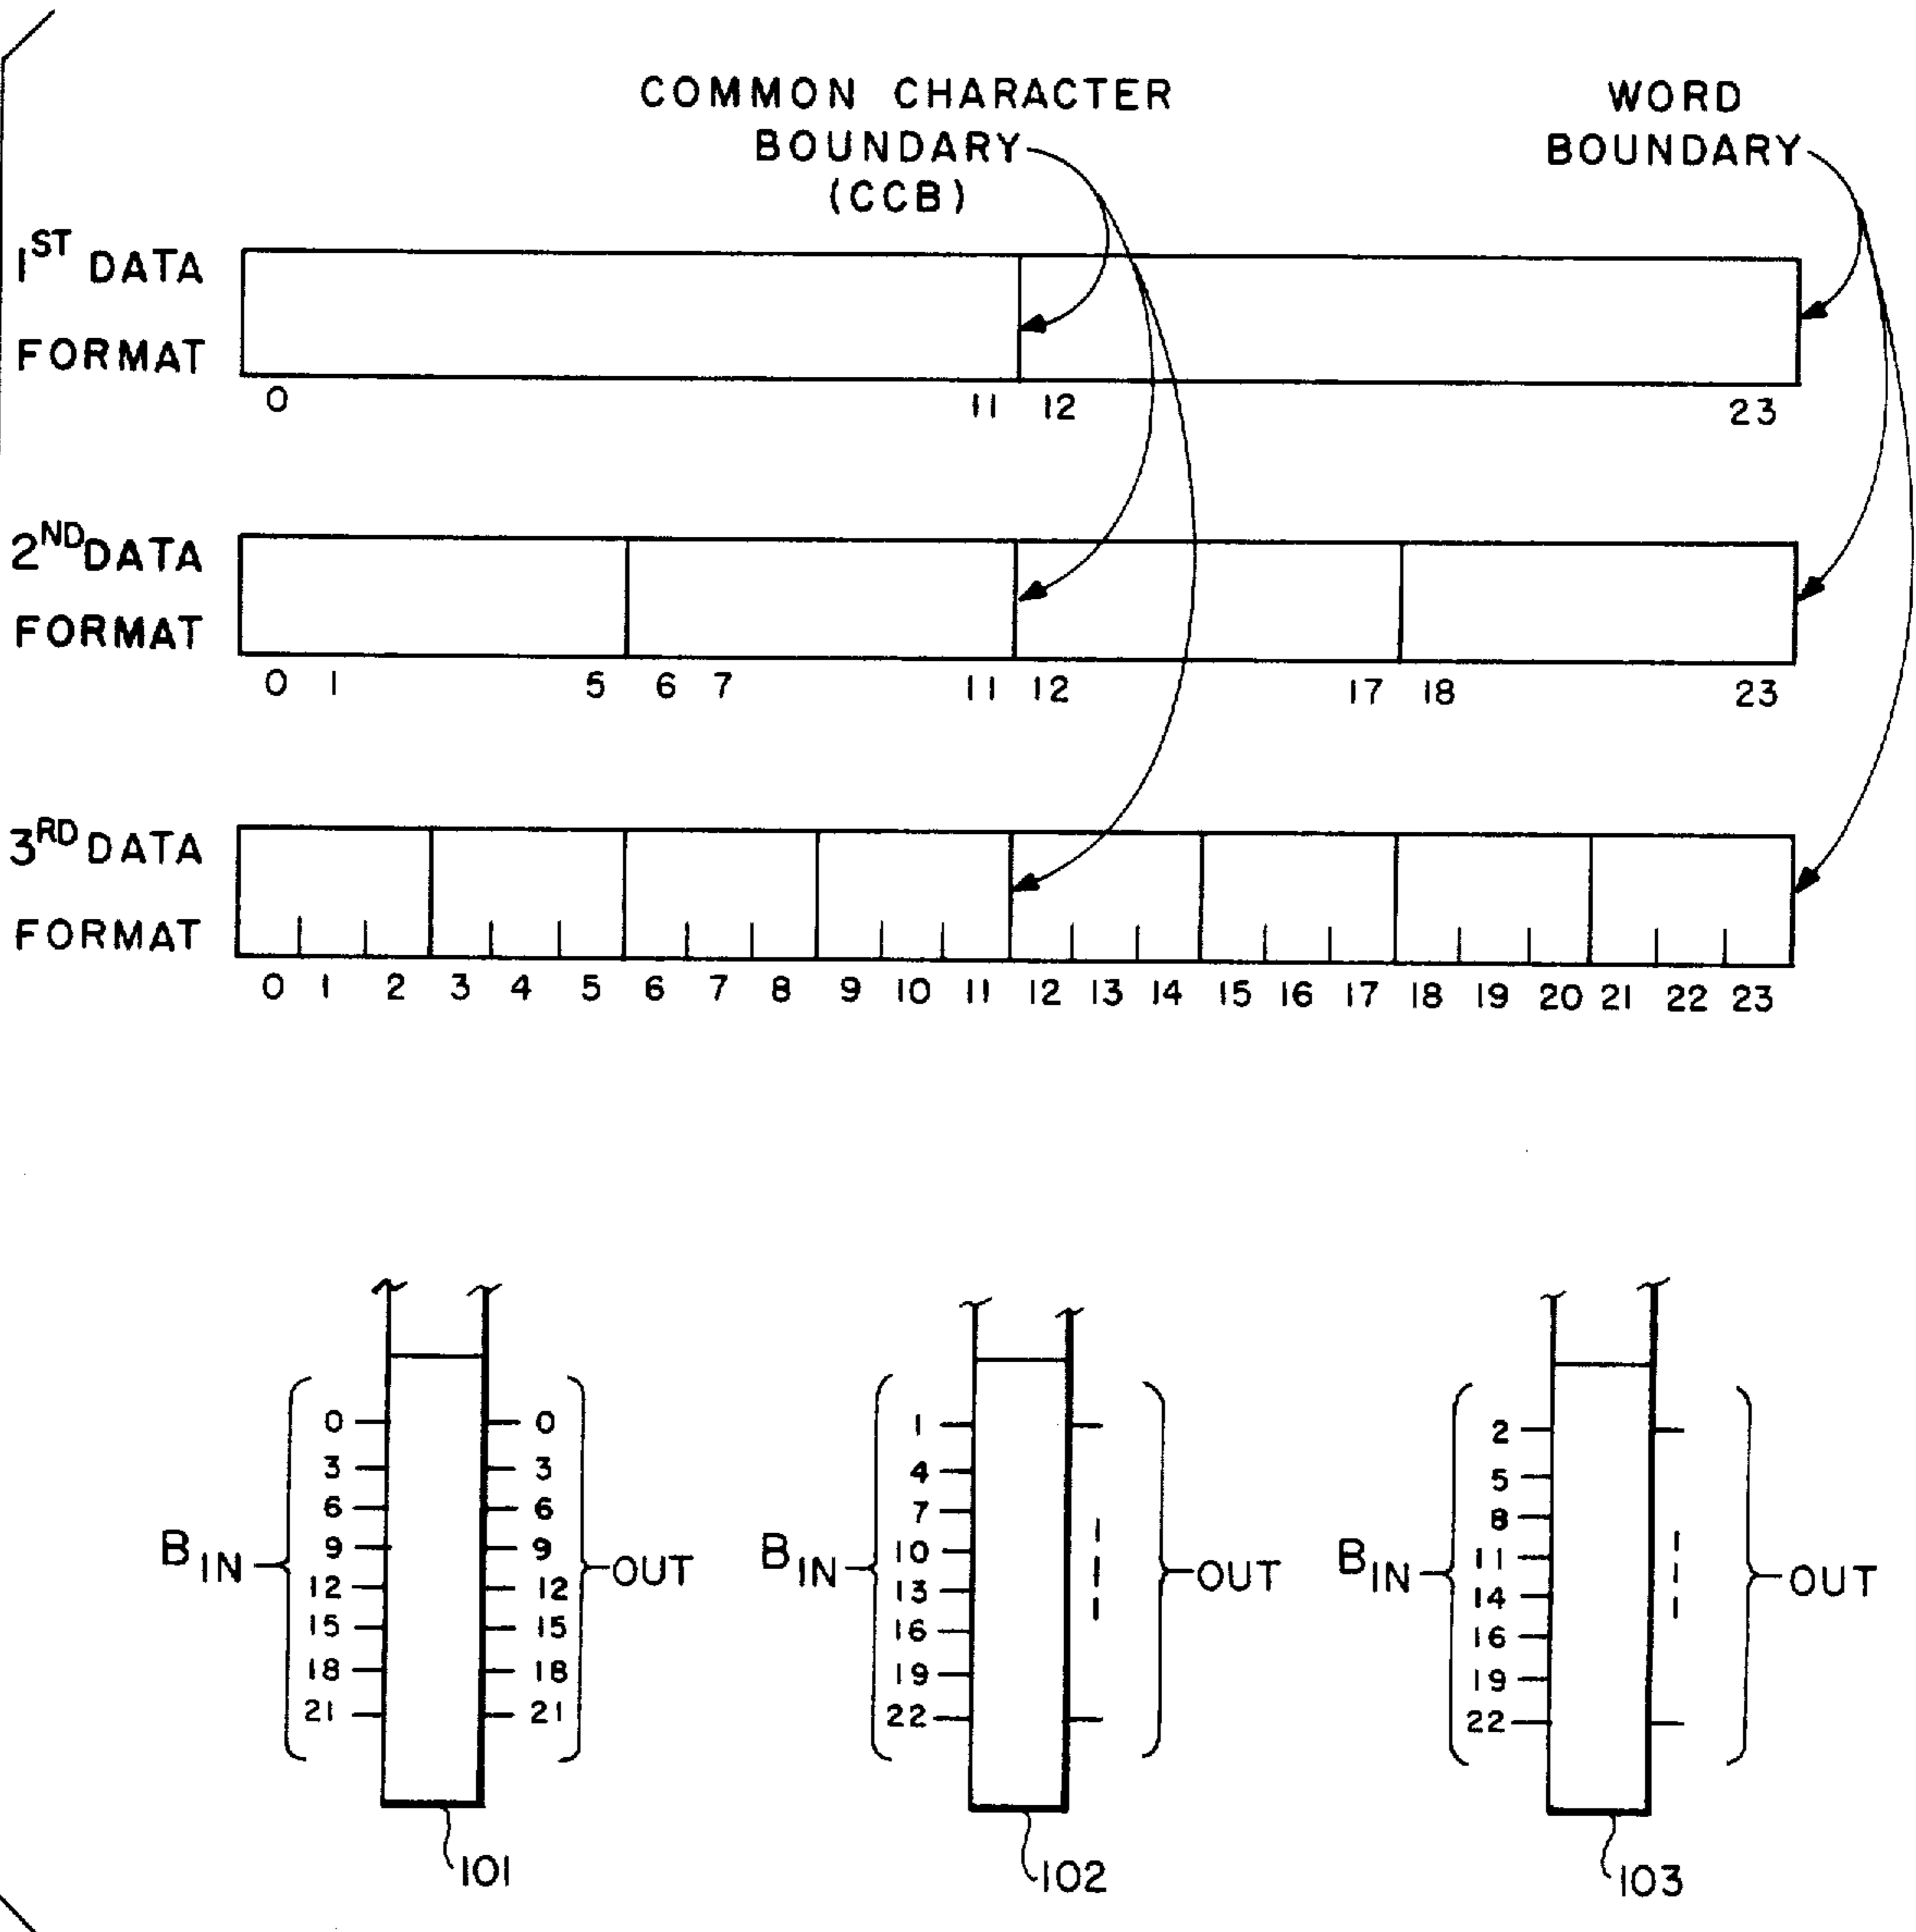 COMMON CHARACTER
BOUNDARY
(CCB)
WORD
BOUNDARY
1ST DATA
FORMAT
0 11 12 23
2ND DATA
FORMAT
0 1 5 6 7 11 12 17 18 23
3RD DATA
FORMAT
0 1 2 3 4 5 6 7 8 9 10 11 12 13 14 15 16 17 18 19 20 21 22 23
BIN
0 0
3 3
6 6
9 9
12 12
15 15
18 18
21 21
OUT
101
BIN
1
4
7
10
13
16
19
22
OUT
102
BIN
2
5
8
11
14
16
19
22
OUT
103